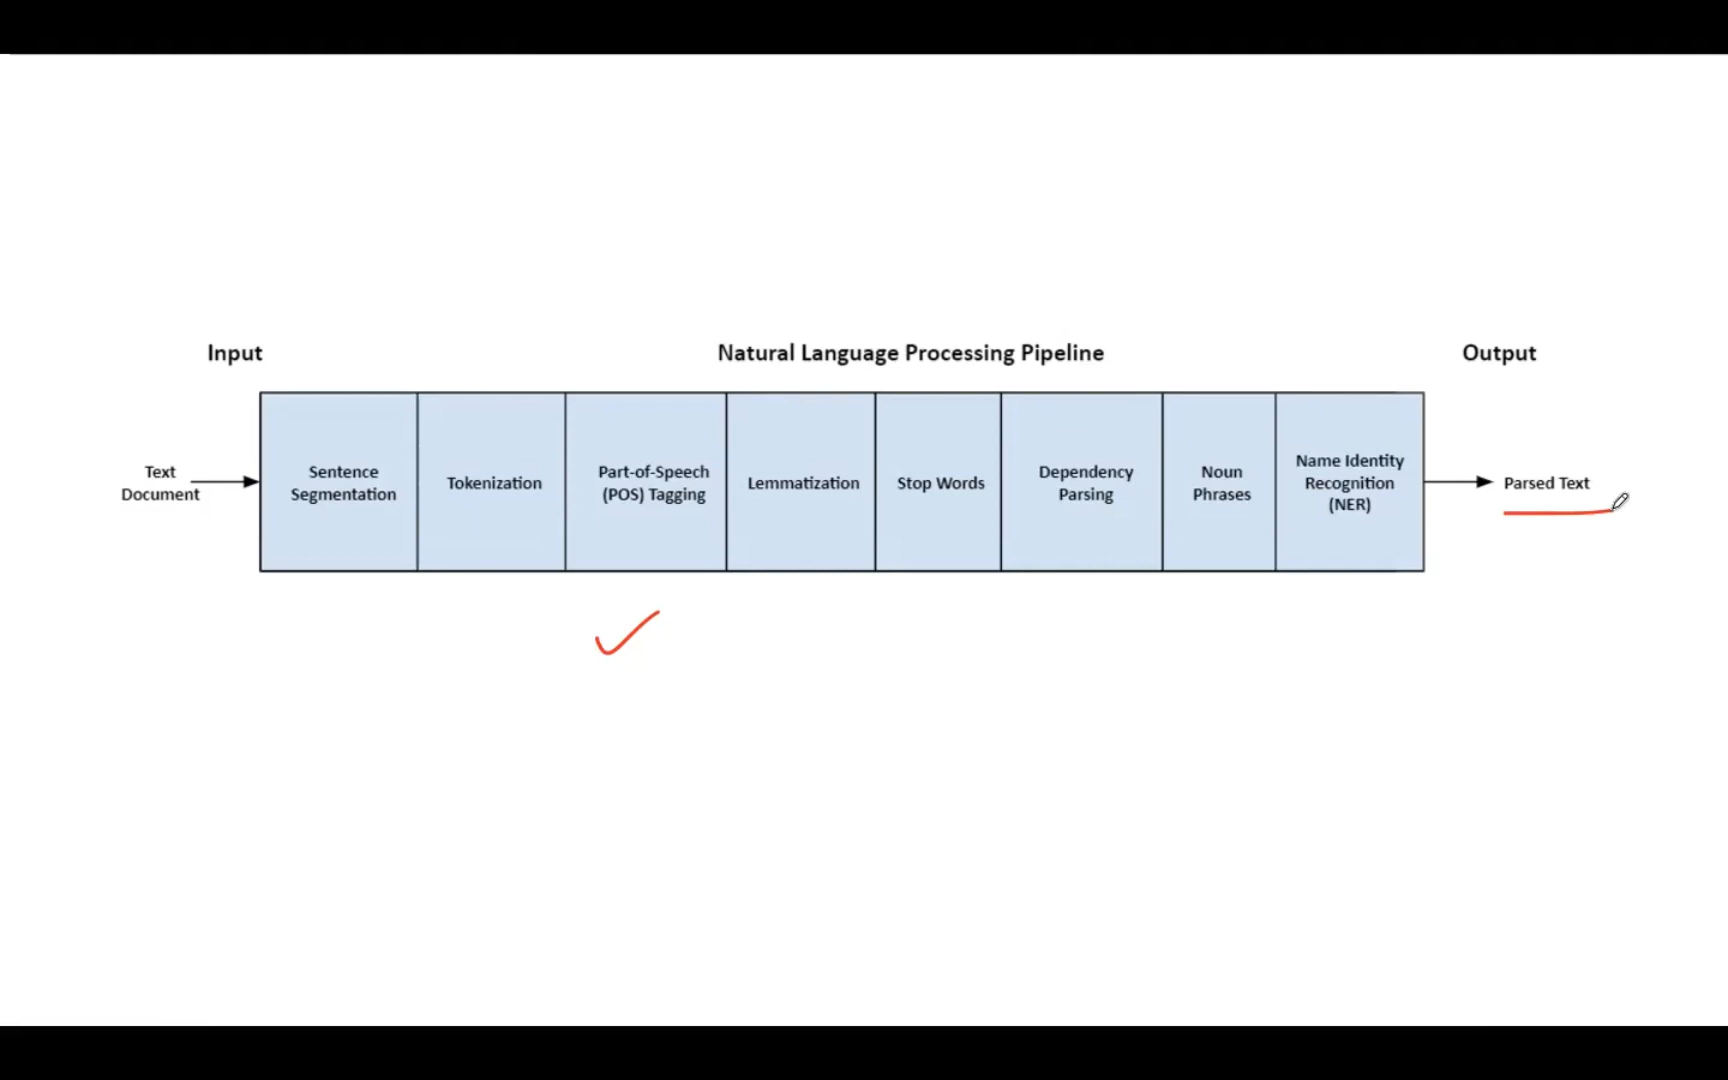 Input
Natural Language Processing Pipeline
Output
Text
Document
Sentence
Segmentation
Tokenization
Part-of-Speech
(POS) Tagging
Lemmatization
Stop Words
Dependency
Parsing
Noun
Phrases
Name Identity
Recognition
(NER)
Parsed Text